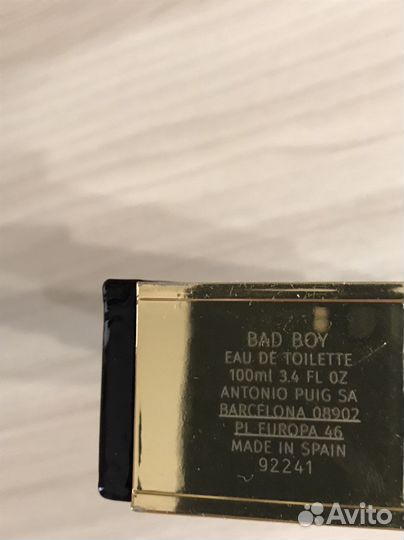 BAD BOY
EAU DE TOILETTE
100ml 3.4 FL OZ
ANTONIO PUIG SA
BARCELONA 08902
PL EUROPA 46
MADE IN SPAIN
92241
Avito